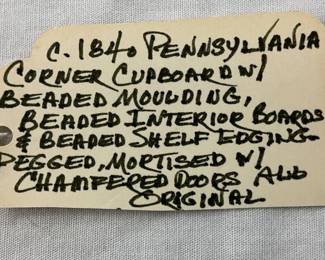 C. 1840 PENNSYLVANIA
CORNER CUPBOARD W/
BEADED MOULDING,
BEADED INTERIOR BOARDS
& BEADED SHELF EDGING-
PEGGED, MORTISED W/
CHAMFERED DOORS ALL
ORIGINAL